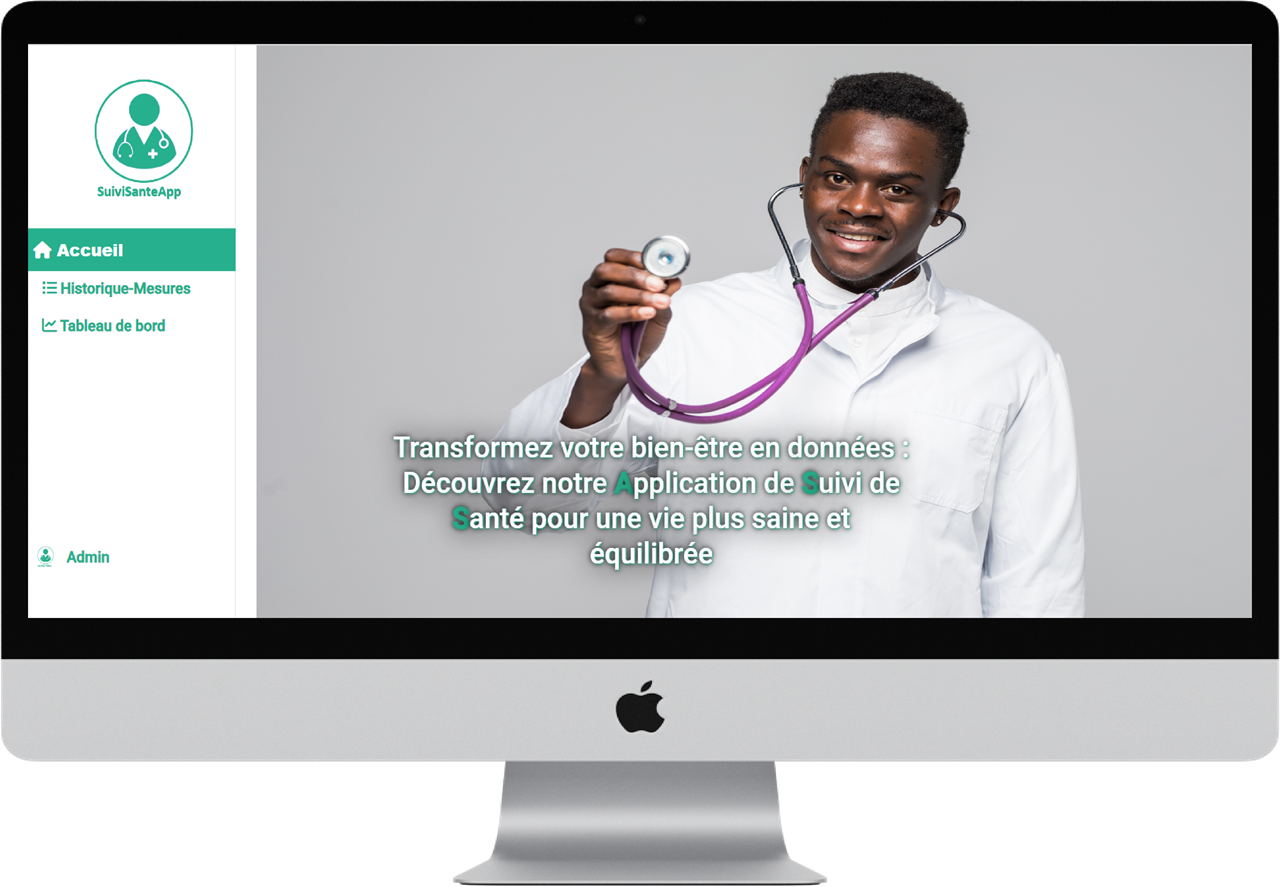 SuiviSanteApp
Accueil
Historique-Mesures
Tableau de bord
Admin
Transformez votre bien-être en données :
Découvrez notre Application de Suivi de
Santé pour une vie plus saine et
équilibrée